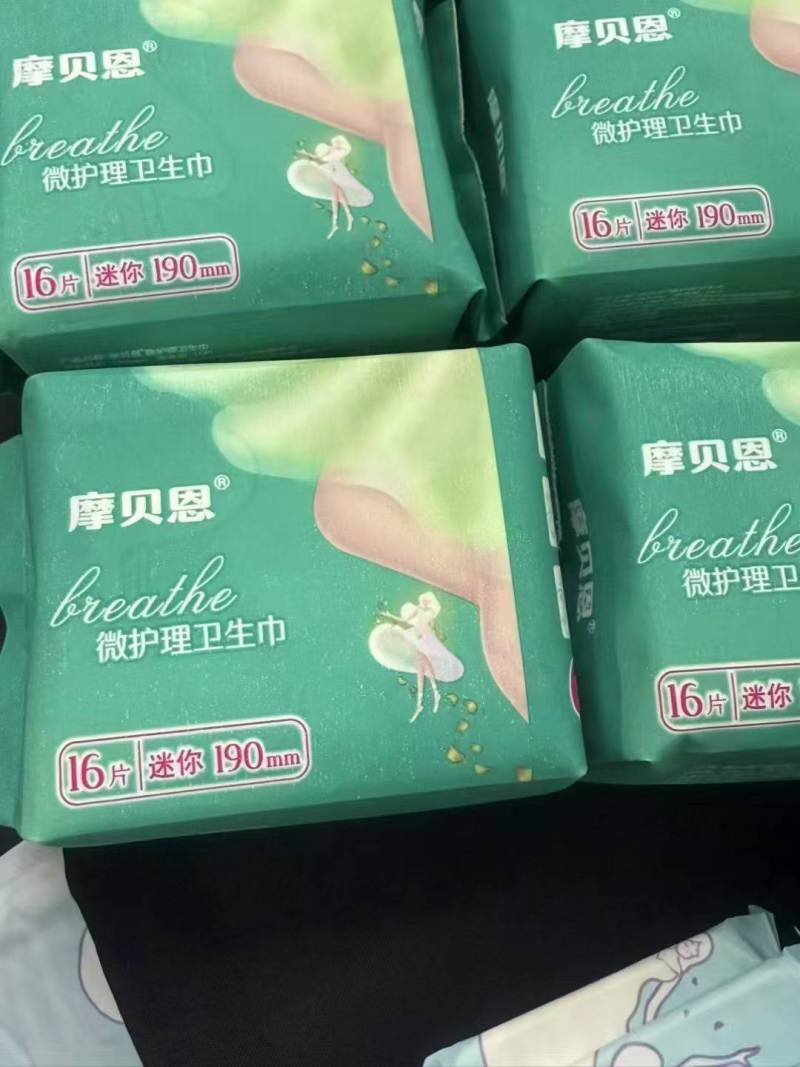 摩贝恩®
breathe
微护理卫生巾
16片 迷你 190mm
摩贝恩®
breathe
微护理卫生巾
16片 迷你 190mm
摩贝恩®
breathe
微护理卫生巾
16片 迷你 190mm
摩贝恩®
摩贝恩®
breathe
微护理卫
16片 迷你